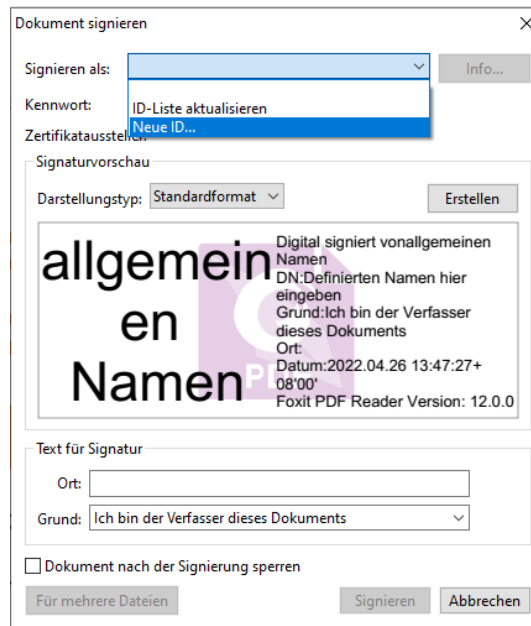 Dokument signieren
Signieren als:
Info...
ID-Liste aktualisieren
Kennwort:
Neue ID...
Zertifikataussteller
Signaturvorschau
Darstellungstyp: Standardformat
Erstellen
allgemein
en
Namen
Digital signiert vonallgemeinen
Namen
DN:Definierten Namen hier
eingeben
Grund:Ich bin der Verfasser
dieses Dokuments
Ort:
Datum:2022.04.26 13:47:27+
08'00'
Foxit PDF Reader Version: 12.0.0
PDF
Text für Signatur
Ort:
Grund: Ich bin der Verfasser dieses Dokuments
Dokument nach der Signierung sperren
Für mehrere Dateien
Signieren
Abbrechen